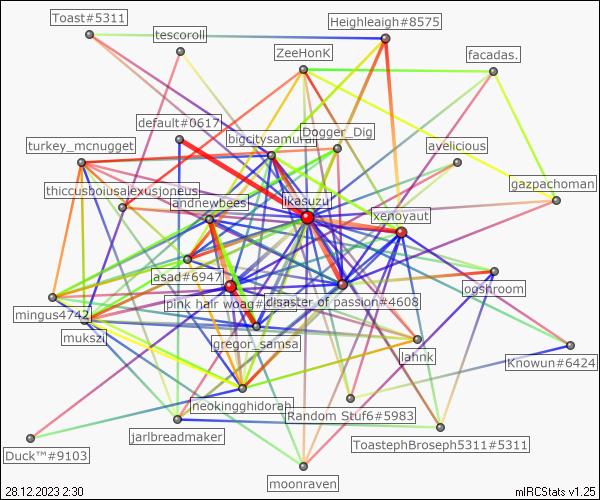 Toast#5311
Heighleaigh#8575
tescoroli
ZeeHonK
facadas.
default#0617
Dogger_Dig
bigcitysamurai
turkey_mcnugget
avelicious
thiccusboiusalexusjoneus
gazpachoman
andnewbees
ikasuzu
xenoyaut
asad#6947
ogshroom
pink hair woag#
disaster of passion#4608
mingus4742
mukszi
gregor_samsa
lahnk
Knowun#6424
neokingghidorah
Random Stuf6#5983
jarlbreadmaker
ToastephBroseph5311#5311
Duck™#9103
moonraven
28.12.2023 2:30
mIRCStats v1.25